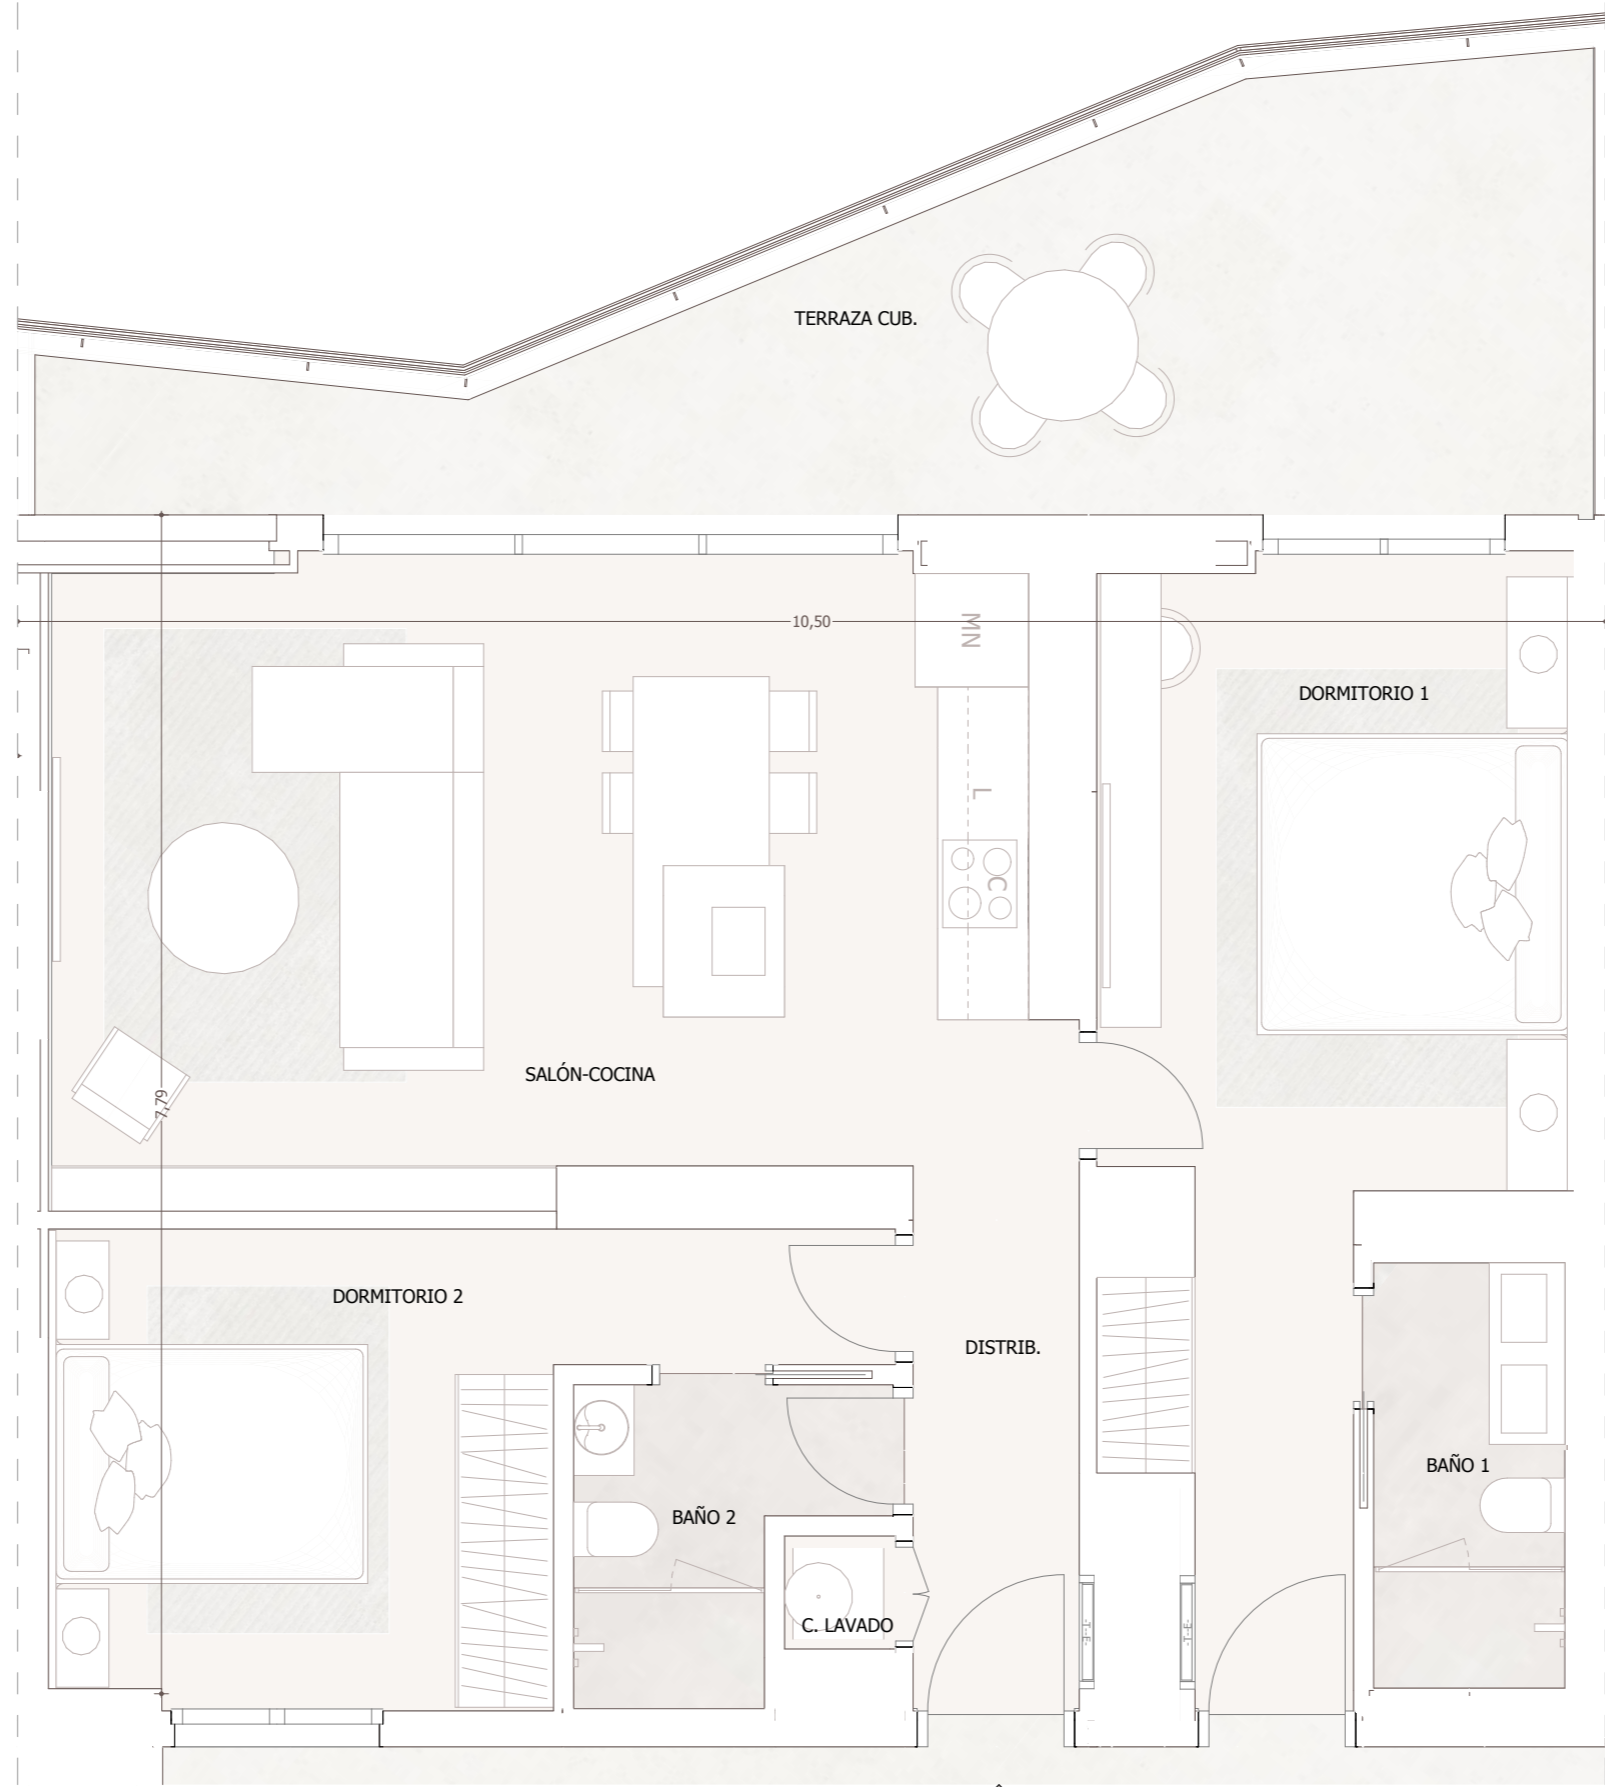 TERRAZA CUB.
10,50
MN
DORMITORIO 1
L
C
SALÓN-COCINA
7,79
DORMITORIO 2
DISTRIB.
BAÑO 1
BAÑO 2
C. LAVADO
-T-E-
-T-E-